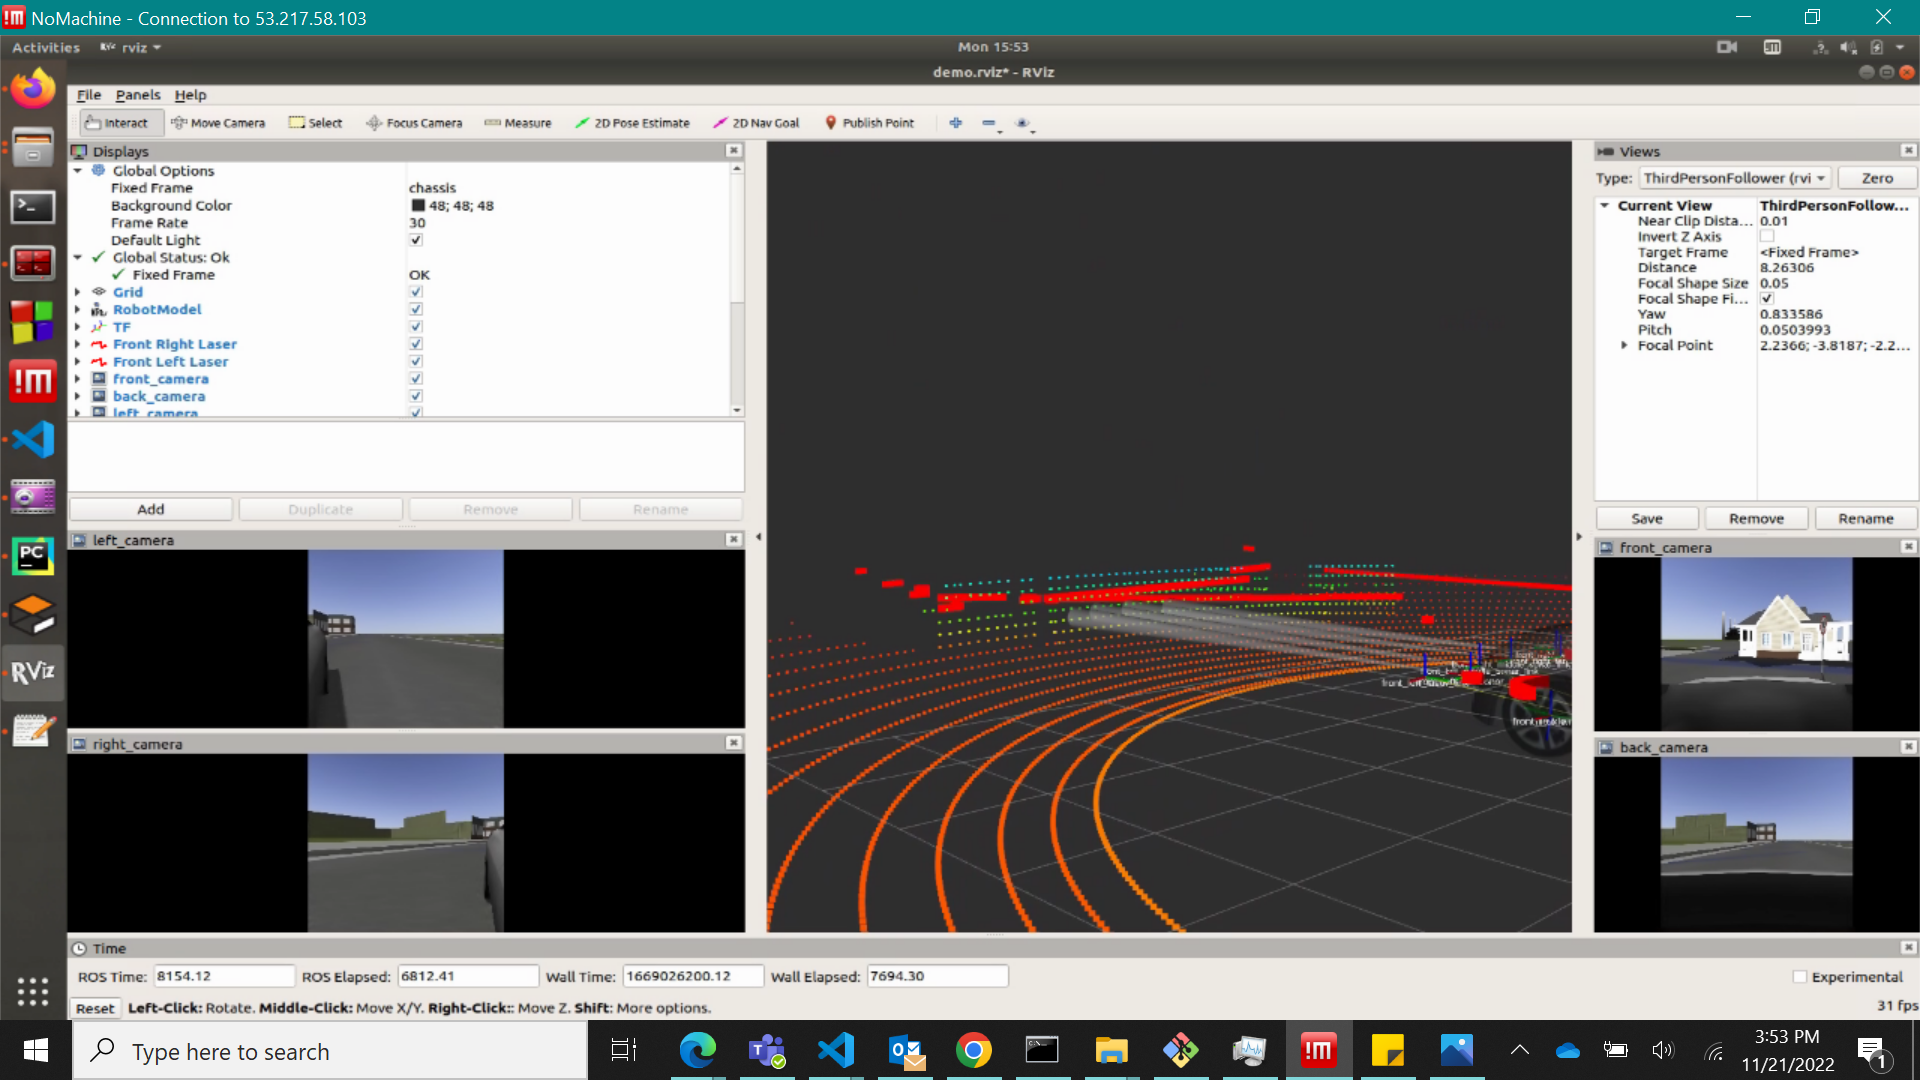 NoMachine - Connection to 53.217.58.103
Activities
rviz
Mon 15:53
demo.rviz* - RViz
File Panels Help
Interact Move Camera Select Focus Camera Measure 2D Pose Estimate 2D Nav Goal Publish Point
Displays
Global Options
Fixed Frame chassis
Background Color 48; 48; 48
Frame Rate 30
Default Light
Global Status: Ok
Fixed Frame OK
Grid
RobotModel
TF
Front Right Laser
Front Left Laser
front_camera
back_camera
left_camera
Add Duplicate Remove Rename
left_camera
right_camera
Views
Type: ThirdPersonFollower (rvi Zero
Current View ThirdPersonFollow...
Near Clip Dista... 0.01
Invert Z Axis
Target Frame <Fixed Frame>
Distance 8.26306
Focal Shape Size 0.05
Focal Shape Fi...
Yaw 0.833586
Pitch 0.0503993
Focal Point 2.2366; -3.8187; -2.2...
Save Remove Rename
front_camera
back_camera
Time
ROS Time: 8154.12 ROS Elapsed: 6812.41 Wall Time: 1669026200.12 Wall Elapsed: 7694.30 Experimental
Reset Left-Click: Rotate. Middle-Click: Move X/Y. Right-Click:: Move Z. Shift: More options. 31 fps
PC
RViz
Type here to search
3:53 PM
11/21/2022
1